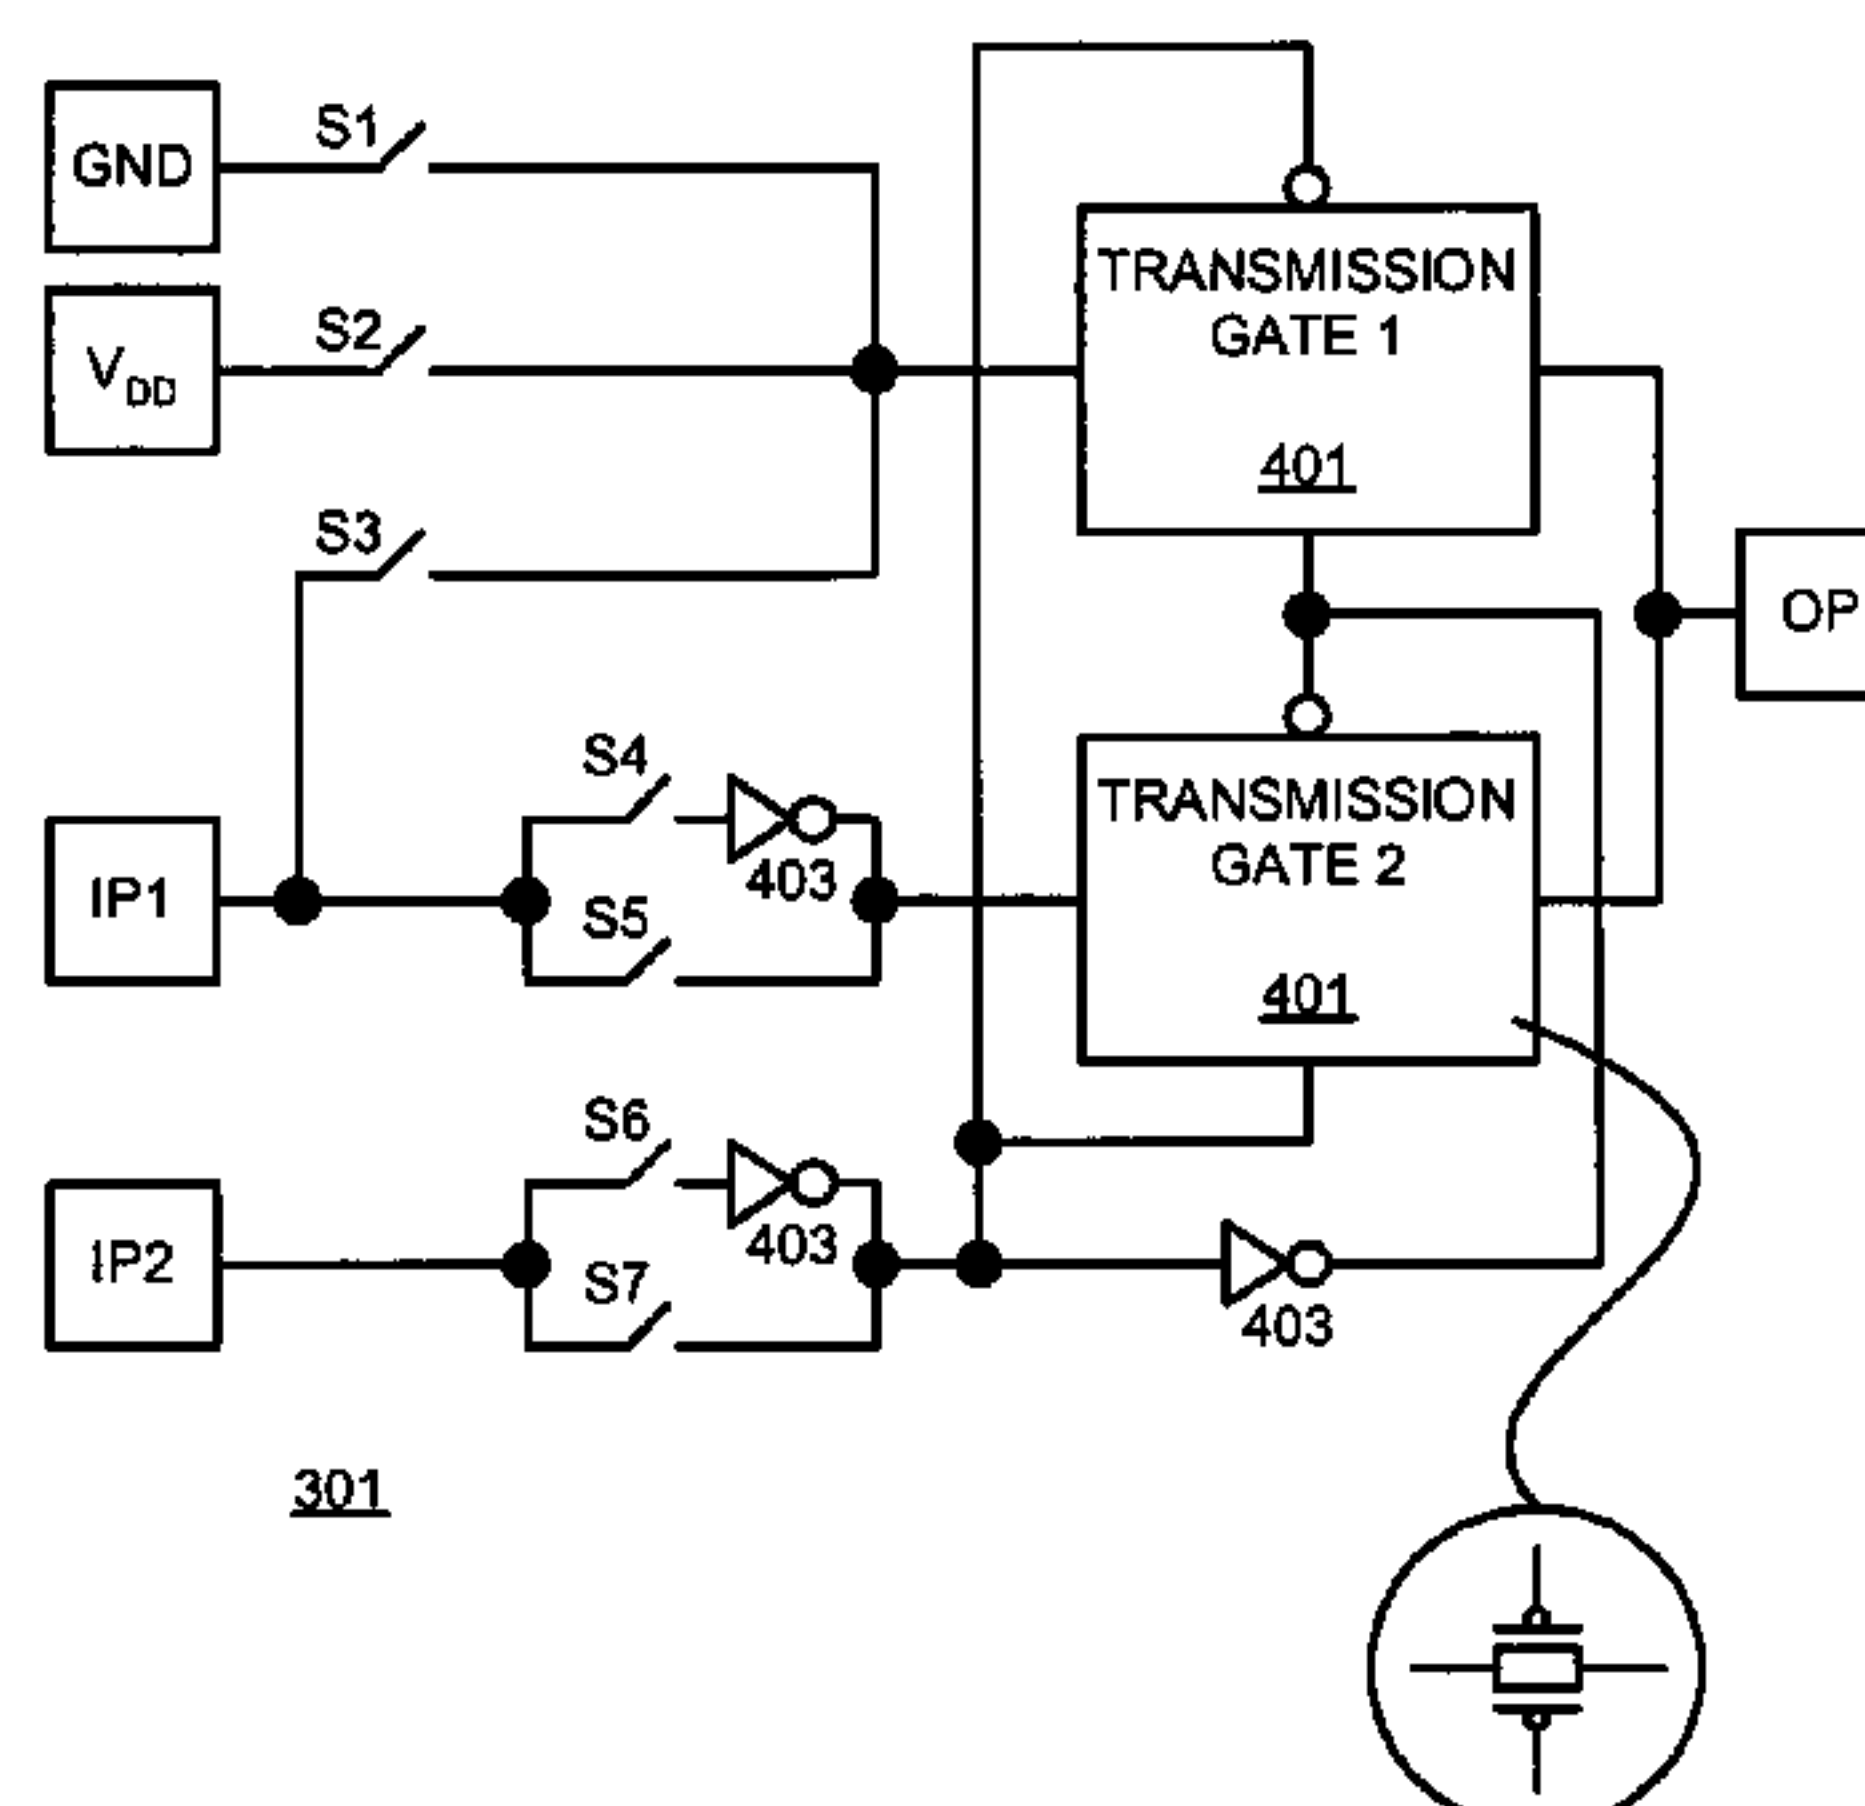 GND
S1
VDD
S2
S3
TRANSMISSION
GATE 1
401
OP
IP1
S4
403
S5
TRANSMISSION
GATE 2
401
IP2
S6
403
S7
403
301